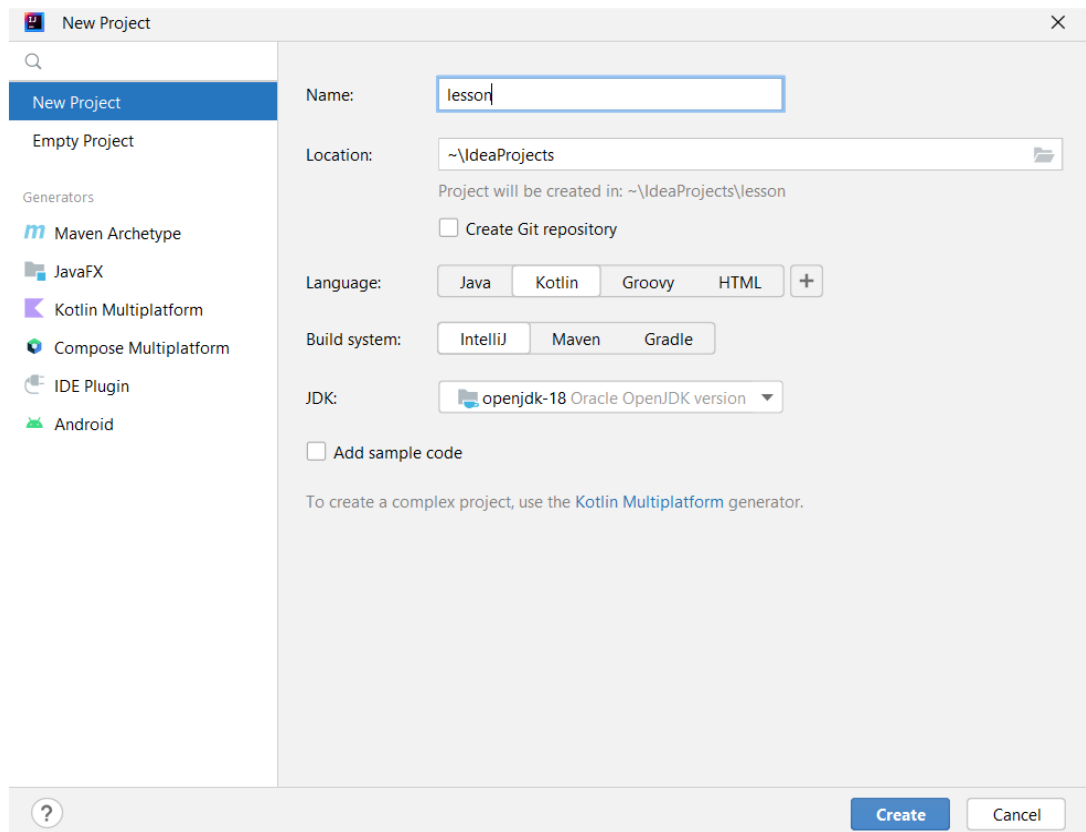 New Project
New Project
Empty Project
Generators
Maven Archetype
JavaFX
Kotlin Multiplatform
Compose Multiplatform
IDE Plugin
Android
Name: lesson
Location: ~\IdeaProjects
Project will be created in: ~\IdeaProjects\lesson
Create Git repository
Language: Java Kotlin Groovy HTML +
Build system: IntelliJ Maven Gradle
JDK: openjdk-18 Oracle OpenJDK version
Add sample code
To create a complex project, use the Kotlin Multiplatform generator.
? Create Cancel